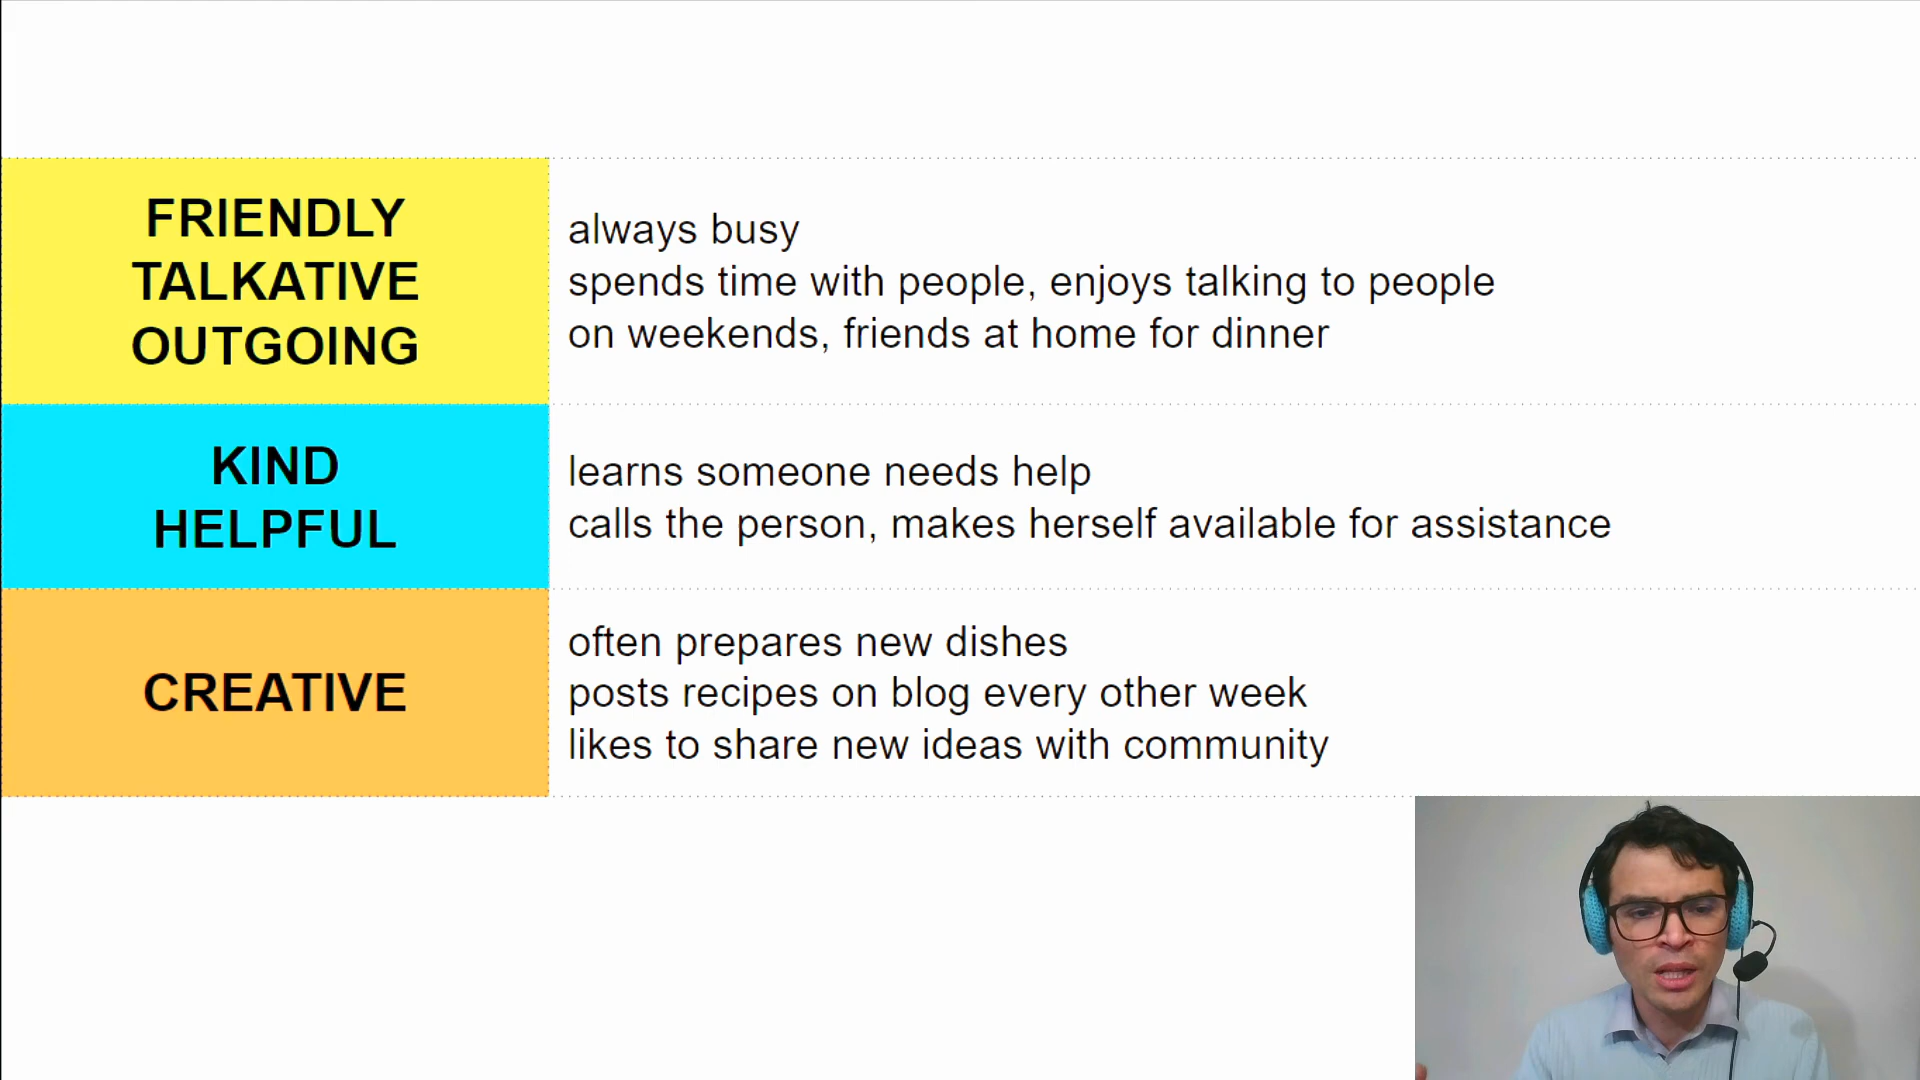 FRIENDLY
TALKATIVE
OUTGOING
always busy
spends time with people, enjoys talking to people
on weekends, friends at home for dinner
KIND
HELPFUL
learns someone needs help
calls the person, makes herself available for assistance
CREATIVE
often prepares new dishes
posts recipes on blog every other week
likes to share new ideas with community